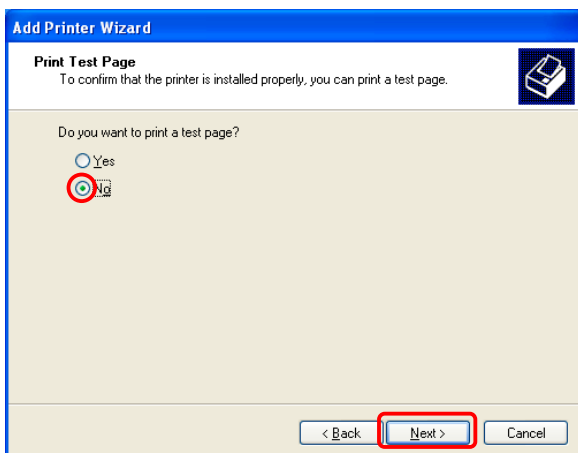 Add Printer Wizard
Print Test Page
To confirm that the printer is installed properly, you can print a test page.
Do you want to print a test page?
Yes
No
< Back Next > Cancel